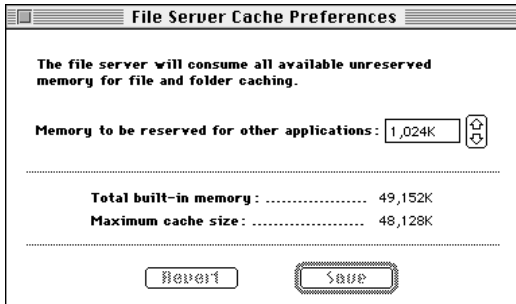 File Server Cache Preferences
The file server will consume all available unreserved
memory for file and folder caching.
Memory to be reserved for other applications: 1,024K
Total built-in memory: .................. 49,152K
Maximum cache size: .................... 48,128K
Revert Save